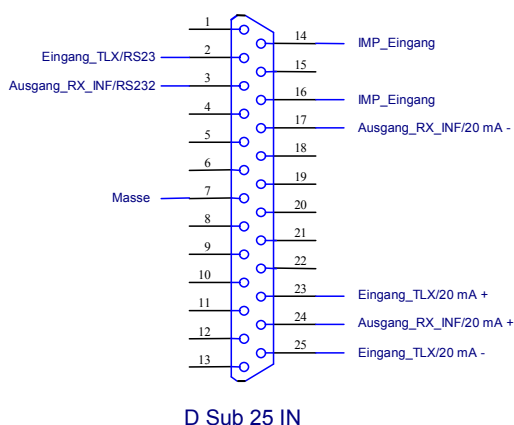 1
14 IMP_Eingang
Eingang_TLX/RS23 2
15
Ausgang_RX_INF/RS232 3
16 IMP_Eingang
4
17 Ausgang_RX_INF/20 mA -
5
18
6
19
Masse 7
20
8
21
9
22
10
23 Eingang_TLX/20 mA +
11
24 Ausgang_RX_INF/20 mA +
12
25 Eingang_TLX/20 mA -
13
D Sub 25 IN